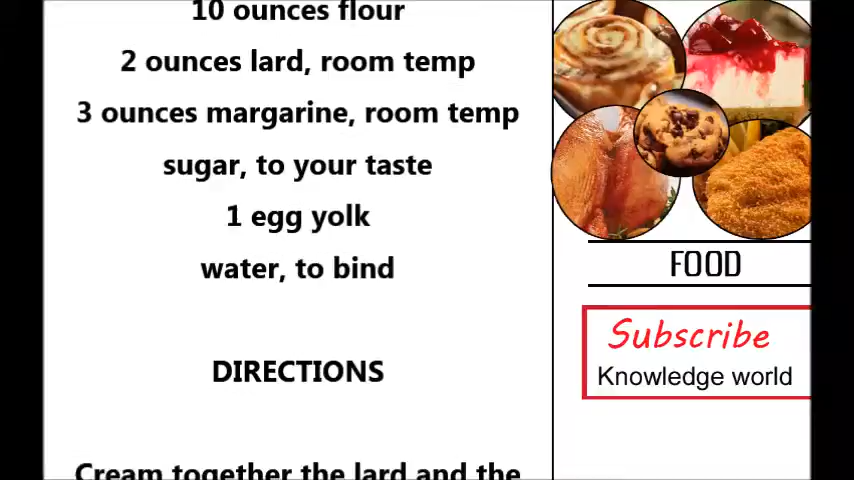 10 ounces flour
2 ounces lard, room temp
3 ounces margarine, room temp
sugar, to your taste
1 egg yolk
water, to bind
DIRECTIONS
Cream together the lard and the
FOOD
Subscribe
Knowledge world